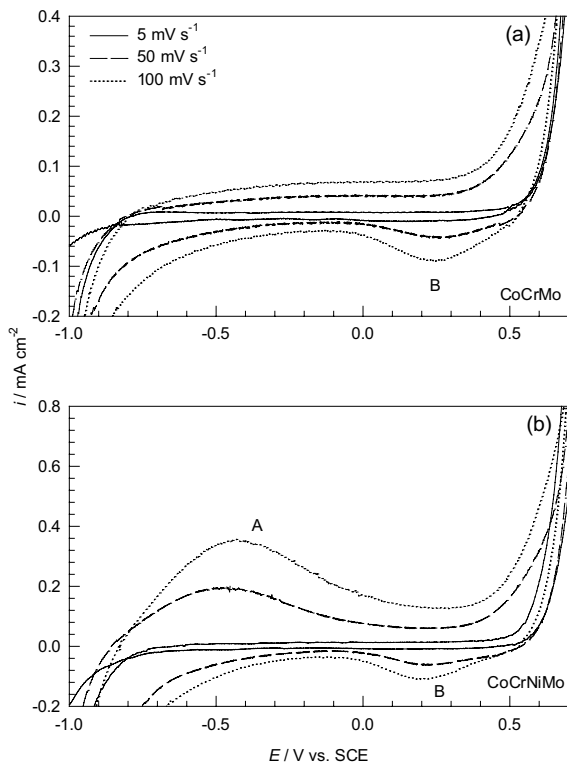 0.4
(a)
5 mV s⁻¹
50 mV s⁻¹
100 mV s⁻¹
0.3
0.2
0.1
0.0
-0.1
B
CoCrMo
-0.2
-1.0 -0.5 0.0 0.5
i / mA cm⁻²
0.8
(b)
0.6
A
0.4
0.2
0.0
B
CoCrNiMo
-0.2
-1.0 -0.5 0.0 0.5
E / V vs. SCE